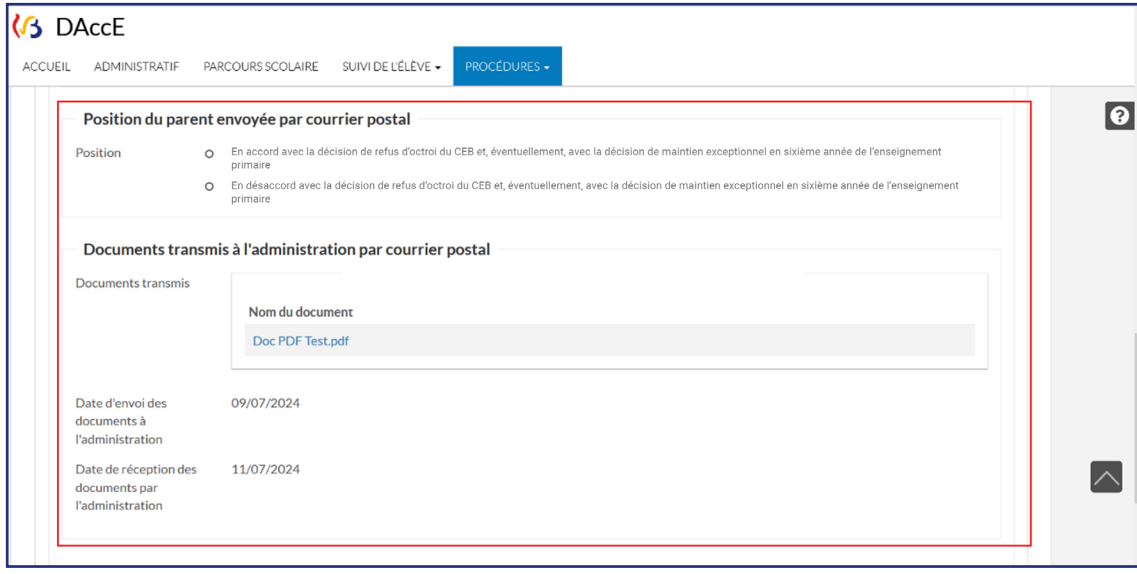 DAccE
ACCUEIL ADMINISTRATIF PARCOURS SCOLAIRE SUIVI DE L'ÉLÈVE PROCÉDURES
Position du parent envoyée par courrier postal
Position
En accord avec la décision de refus d'octroi du CEB et, éventuellement, avec la décision de maintien exceptionnel en sixième année de l'enseignement
primaire
En désaccord avec la décision de refus d'octroi du CEB et, éventuellement, avec la décision de maintien exceptionnel en sixième année de l'enseignement
primaire
Documents transmis à l'administration par courrier postal
Documents transmis
Nom du document
Doc PDF Test.pdf
Date d'envoi des
documents à
l'administration
09/07/2024
Date de réception des
documents par
l'administration
11/07/2024